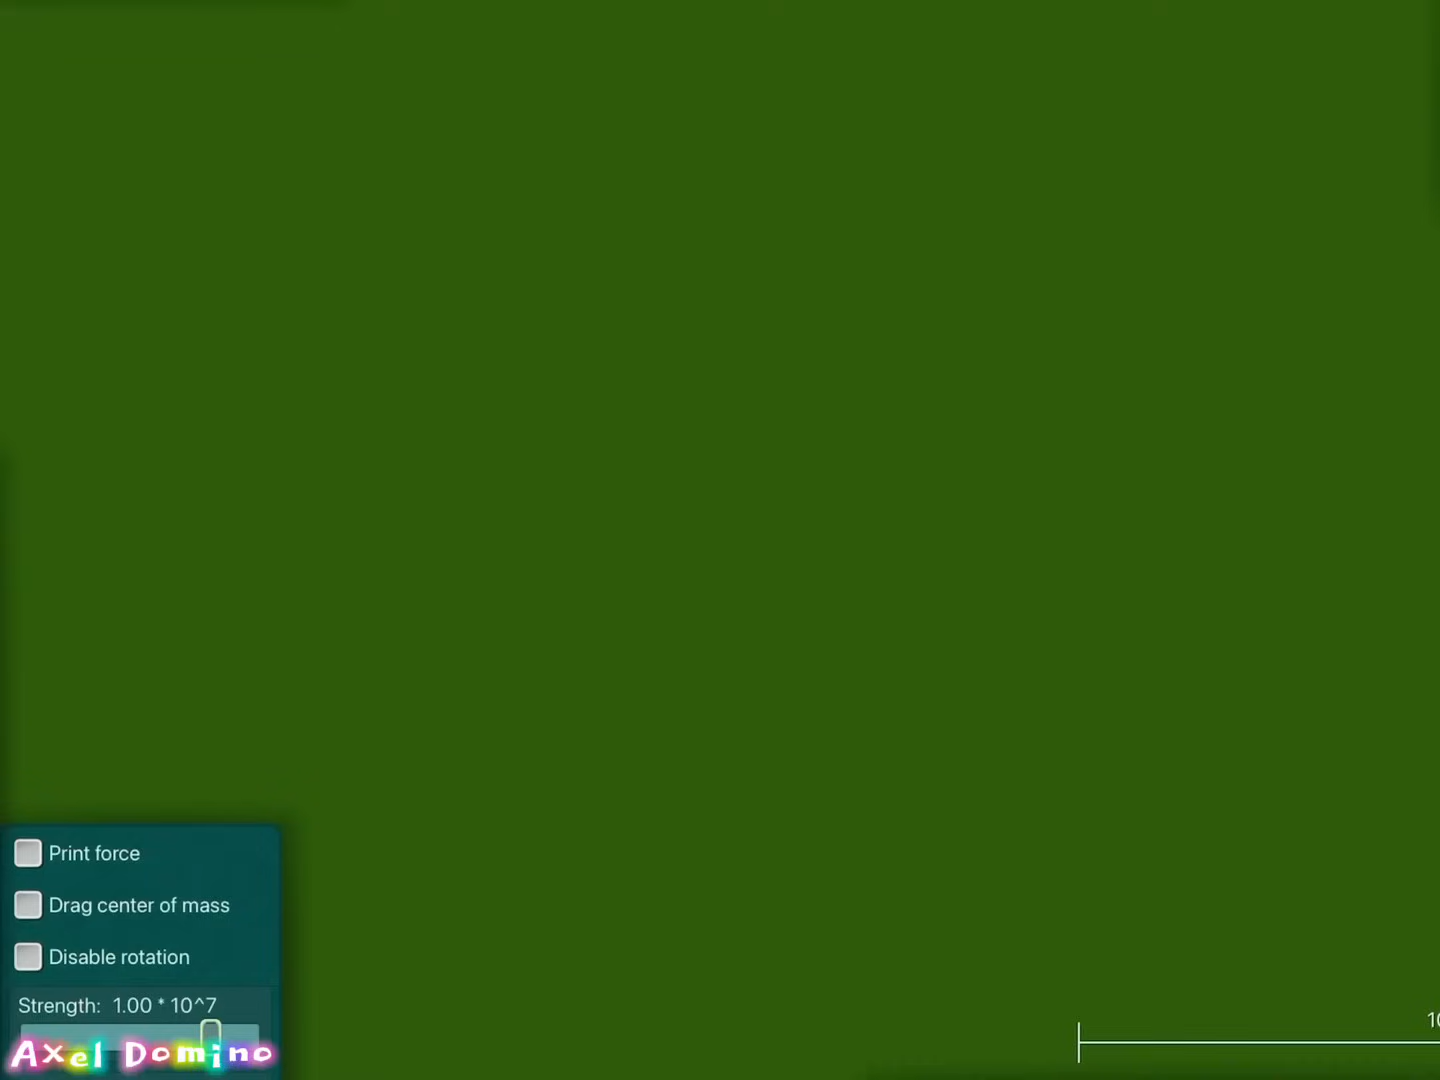 Print force
Drag center of mass
Disable rotation
Strength: 1.00 * 10^7
Axel Domino